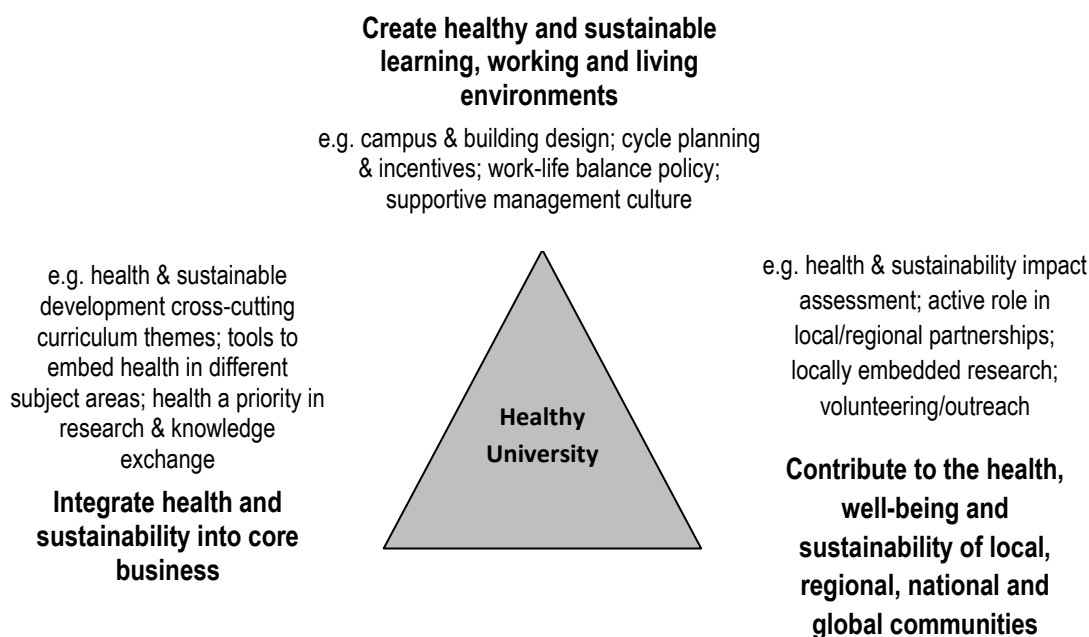 Create healthy and sustainable
learning, working and living
environments
e.g. campus & building design; cycle planning
& incentives; work-life balance policy;
supportive management culture
e.g. health & sustainable
development cross-cutting
curriculum themes; tools to
embed health in different
subject areas; health a priority in
research & knowledge
exchange
Integrate health and
sustainability into core
business
Healthy
University
e.g. health & sustainability impact
assessment; active role in
local/regional partnerships;
locally embedded research;
volunteering/outreach
Contribute to the health,
well-being and
sustainability of local,
regional, national and
global communities